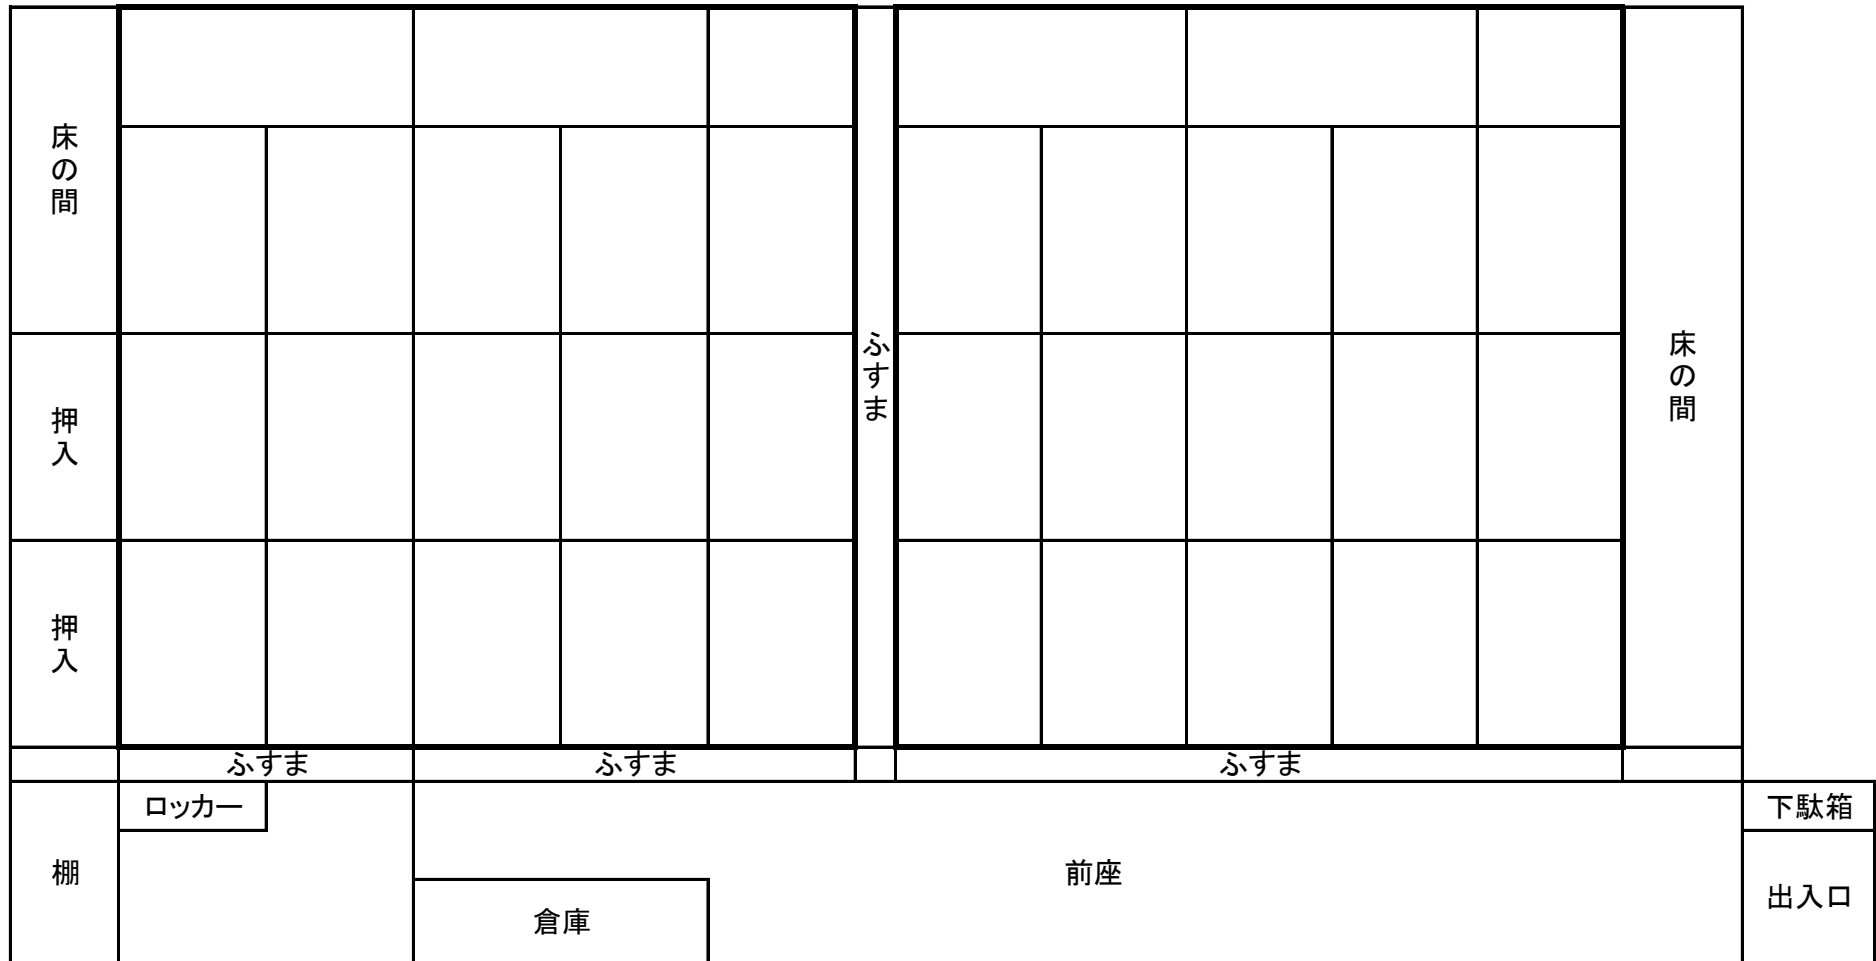 床の間
押入
押入
ふすま
床の間
ふすま
ふすま
ふすま
ロッカー
下駄箱
棚
前座
出入口
倉庫